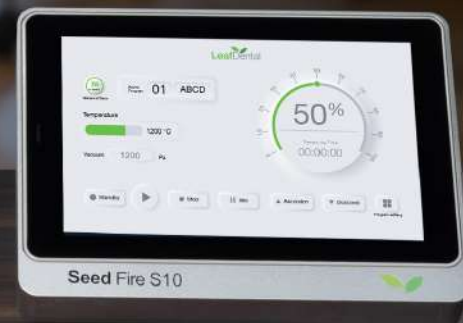 LeafDental
01 ABCD
50%
Temperature
1200 °C
00:00:00
Vacuum 1200 Pa
Standby
Stop
Ascension
Descend
Seed Fire S10